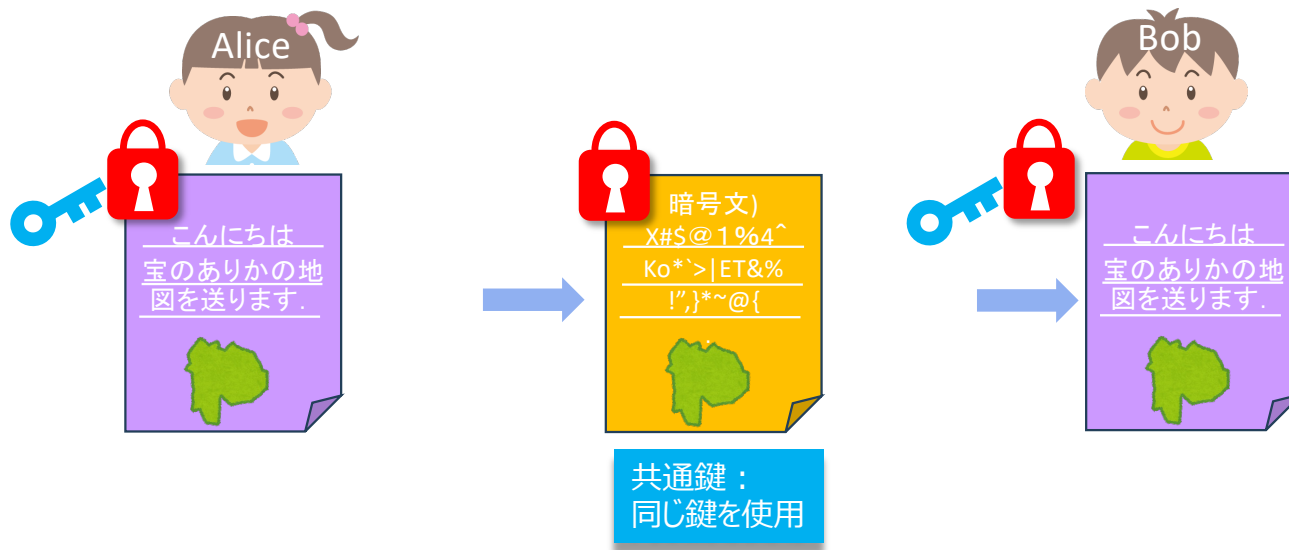 Alice
Bob
こんにちは
宝のありかの地
図を送ります.
暗号文)
X#$@1%4^
Ko*`>|ET&%
!",}*~@{
.
こんにちは
宝のありかの地
図を送ります.
共通鍵：
同じ鍵を使用